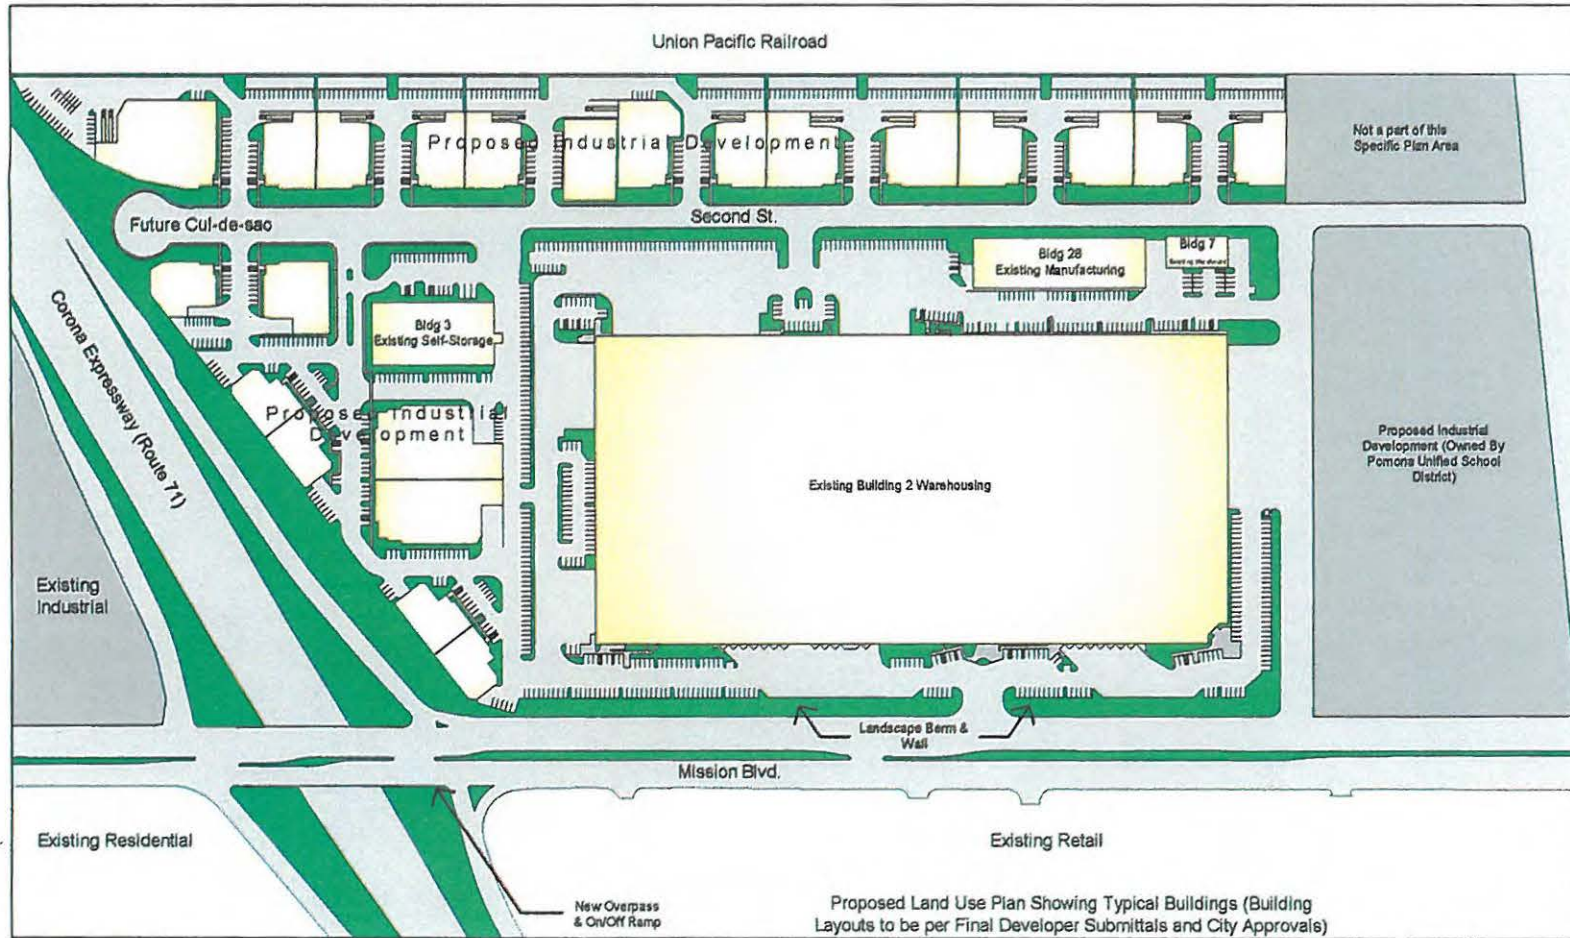 Union Pacific Railroad
Proposed Industrial Development
Not a part of this
Specific Plan Area
Future Cul-de-sac
Second St.
Bldg 28
Existing Manufacturing
Bldg 7
Corona Expressway (Route 71)
Bldg 3
Existing Self-Storage
Proposed Industrial
Development
Existing Building 2 Warehousing
Proposed Industrial
Development (Owned By
Pomona Unified School
District)
Existing
Industrial
Landscape Berm &
Wall
Mission Blvd.
Existing Residential
Existing Retail
New Overpass
& On/Off Ramp
Proposed Land Use Plan Showing Typical Buildings (Building
Layouts to be per Final Developer Submittals and City Approvals)